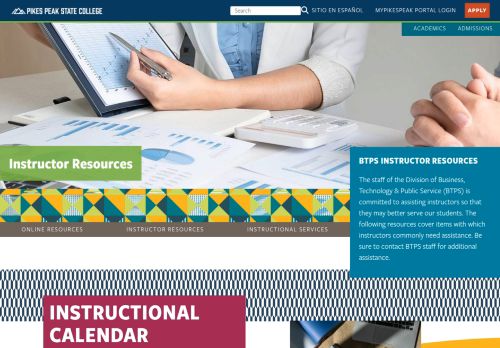 PIKES PEAK STATE COLLEGE
Search
SITIO EN ESPAÑOL | MYPIKESPEAK PORTAL LOGIN
APPLY
ACADEMICS ADMISSIONS
Instructor Resources
BTPS INSTRUCTOR RESOURCES
The staff of the Division of Business,
Technology & Public Service (BTPS) is
committed to assisting instructors so that
they may better serve our students. The
following resources cover items with which
instructors commonly need assistance. Be
sure to contact BTPS staff for additional
assistance.
ONLINE RESOURCES INSTRUCTOR RESOURCES INSTRUCTIONAL SERVICES
INSTRUCTIONAL
CALENDAR